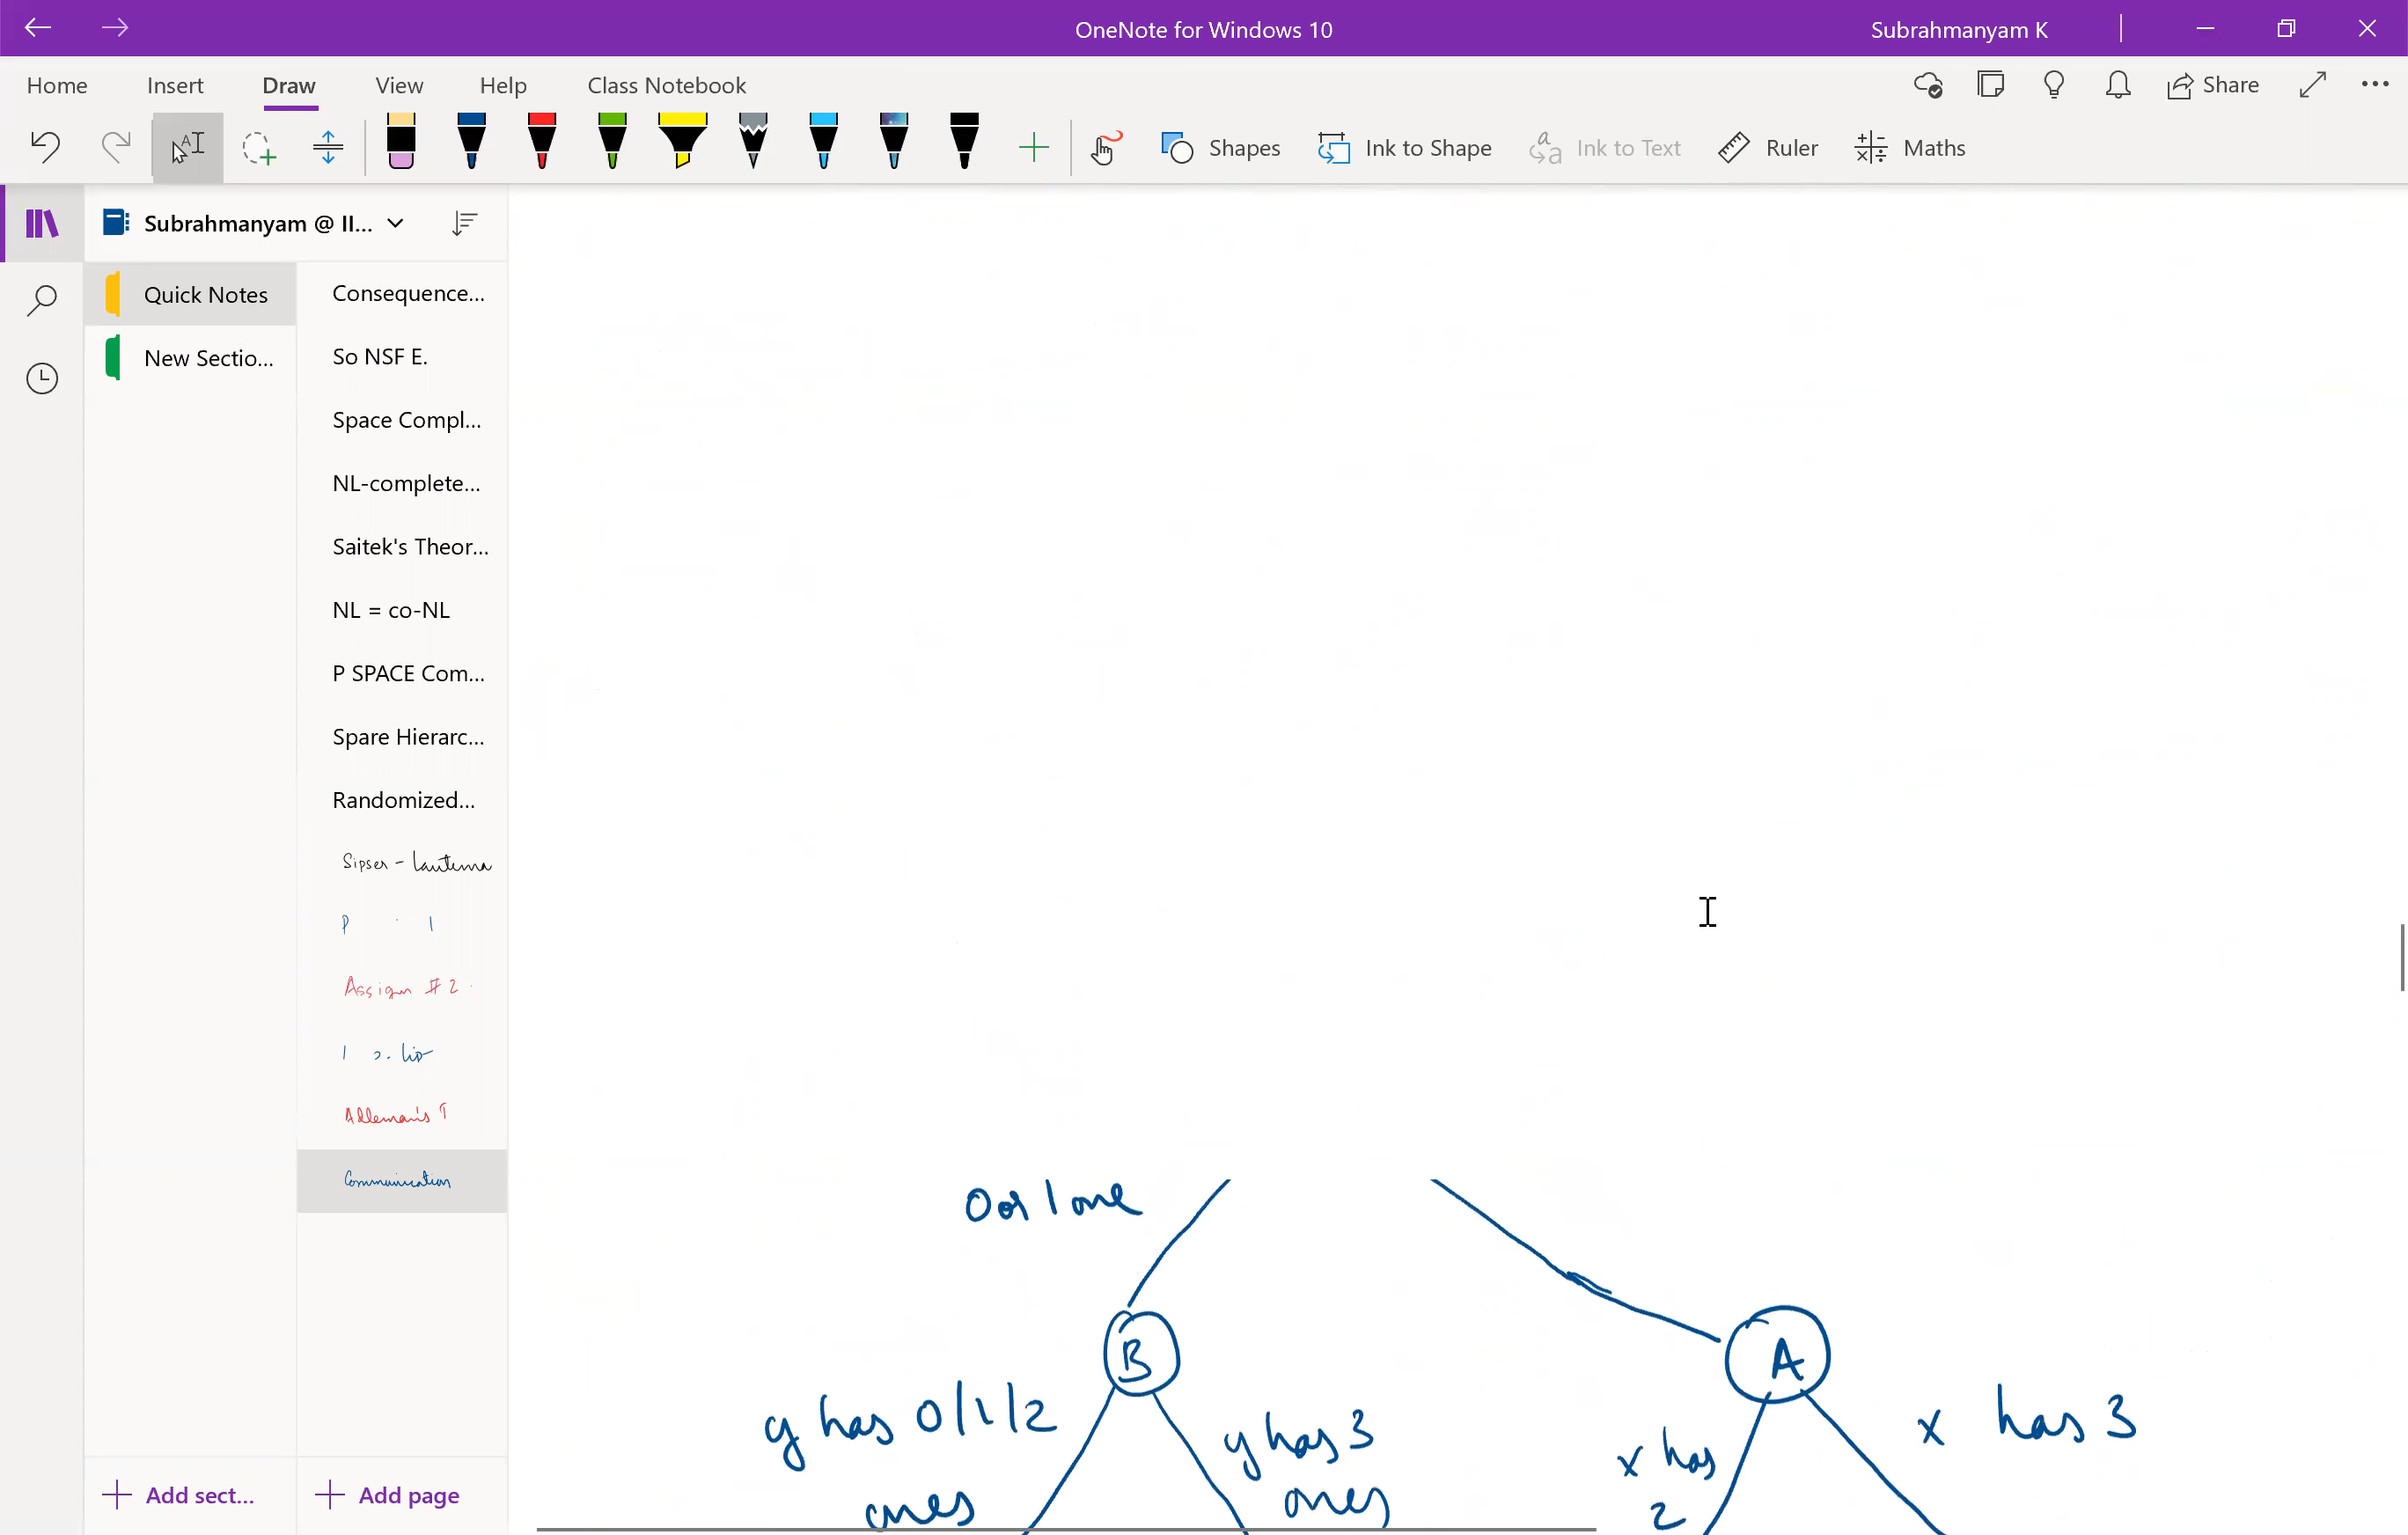 OneNote for Windows 10
Subrahmanyam K
Home Insert Draw View Help Class Notebook
Share
Shapes Ink to Shape Ink to Text Ruler Maths
Subrahmanyam @ II...
Quick Notes
New Sectio...
Consequence...
So NSF E.
Space Compl...
NL-complete...
Saitek's Theor...
NL = co-NL
P SPACE Com...
Spare Hierarc...
Randomized...
Sipser - Lautema
Assign # 2
Communication
Add sect...
Add page
0 or 1 one
B
A
y has 0/1/2
ones
y has 3
ones
x has
2
x has 3